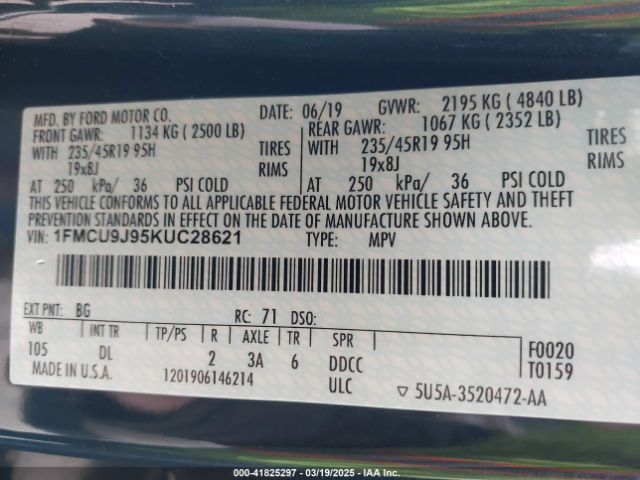 MFD. BY FORD MOTOR CO. DATE: 06/19 GVWR: 2195 KG ( 4840 LB)
FRONT GAWR: 1134 KG ( 2500 LB) REAR GAWR: 1067 KG ( 2352 LB)
WITH 235/45R19 95H TIRES WITH 235/45R19 95H TIRES
19x8J RIMS 19x8J RIMS
AT 250 kPa/ 36 PSI COLD AT 250 kPa/ 36 PSI COLD
THIS VEHICLE CONFORMS TO ALL APPLICABLE FEDERAL MOTOR VEHICLE SAFETY AND THEFT
PREVENTION STANDARDS IN EFFECT ON THE DATE OF MANUFACTURE SHOWN ABOVE.
VIN: 1FMCU9J95KUC28621 TYPE: MPV
EXT PNT: BG RC: 71 DSO:
WB INT TR TP/PS R AXLE TR SPR F0020
105 DL 2 3A 6 DDCC T0159
MADE IN U.S.A. 1201906146214 ULC ▽ 5U5A-3520472-AA
000-41825297 - 03/19/2025 - IAA Inc.